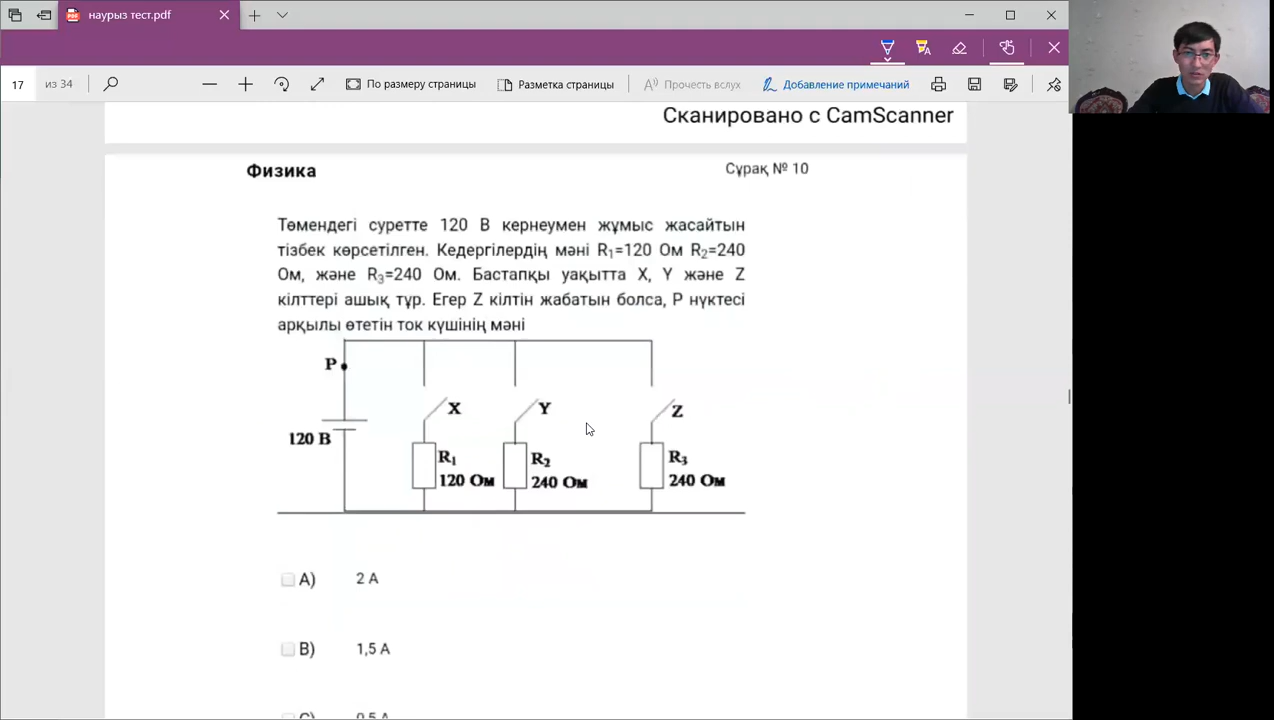 наурыз тест.pdf
17 из 34
По размеру страницы
Разметка страницы
Прочесть вслух
Добавление примечаний
Сканировано с CamScanner
Физика
Сұрақ № 10
Төмендегі суретте 120 В кернеумен жұмыс жасайтын
тізбек көрсетілген. Кедергілердің мәні R₁=120 Ом R₂=240
Ом, және R₃=240 Ом. Бастапқы уақытта X, Y және Z
кілттері ашық тұр. Егер Z кілтін жабатын болса, P нүктесі
арқылы өтетін ток күшінің мәні
P
X
Y
Z
120 В
R₁
120 Ом
R₂
240 Ом
R₃
240 Ом
A) 2 А
B) 1,5 А
C) 0,5 А